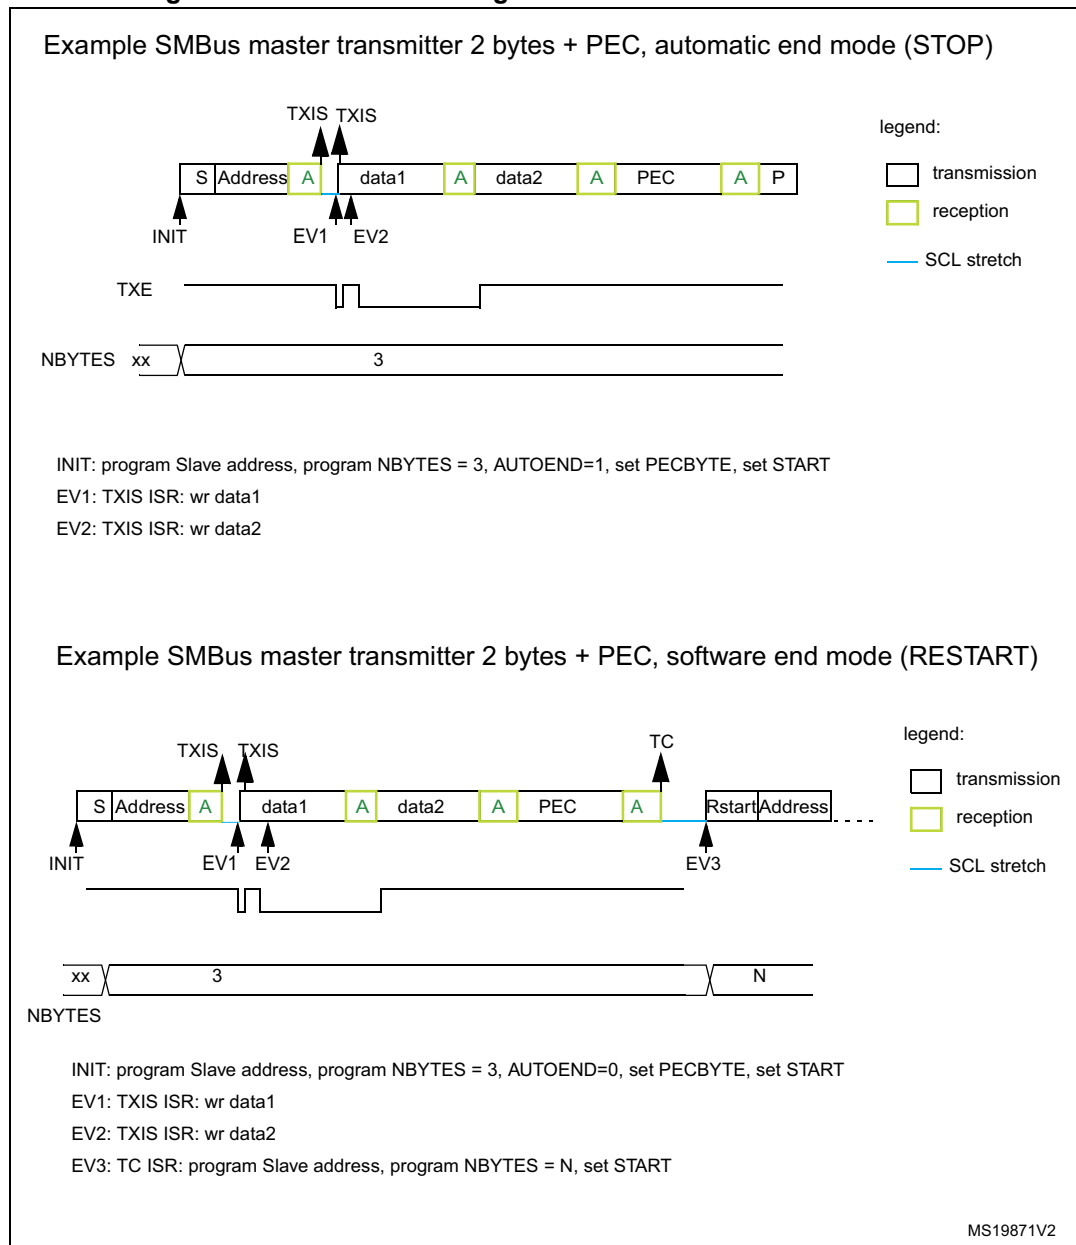 Example SMBus master transmitter 2 bytes + PEC, automatic end mode (STOP)
TXIS TXIS
legend:
S Address A data1 A data2 A PEC A P
transmission
reception
INIT EV1 EV2
SCL stretch
TXE
NBYTES xx 3
INIT: program Slave address, program NBYTES = 3, AUTOEND=1, set PECBYTE, set START
EV1: TXIS ISR: wr data1
EV2: TXIS ISR: wr data2
Example SMBus master transmitter 2 bytes + PEC, software end mode (RESTART)
TXIS TXIS TC
legend:
transmission
S Address A data1 A data2 A PEC A Rstart Address
reception
INIT EV1 EV2 EV3
SCL stretch
xx 3 N
NBYTES
INIT: program Slave address, program NBYTES = 3, AUTOEND=0, set PECBYTE, set START
EV1: TXIS ISR: wr data1
EV2: TXIS ISR: wr data2
EV3: TC ISR: program Slave address, program NBYTES = N, set START
MS19871V2